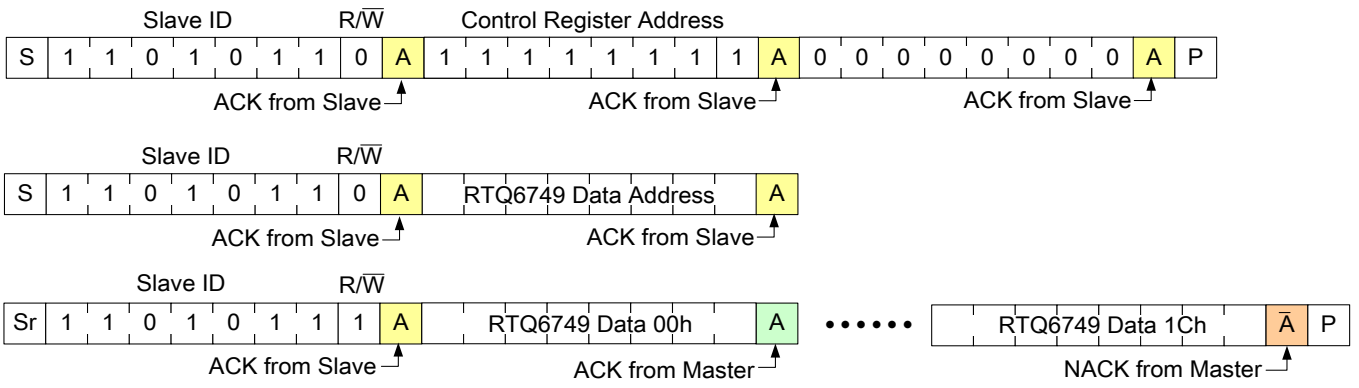 Slave ID R/W̅ Control Register Address
S 1 1 0 1 0 1 1 0 A 1 1 1 1 1 1 1 1 A 0 0 0 0 0 0 0 0 A P
ACK from Slave ACK from Slave ACK from Slave
Slave ID R/W̅
S 1 1 0 1 0 1 1 0 A RTQ6749 Data Address A
ACK from Slave ACK from Slave
Slave ID R/W̅
Sr 1 1 0 1 0 1 1 1 A RTQ6749 Data 00h A •••••• RTQ6749 Data 1Ch A̅ P
ACK from Slave ACK from Master NACK from Master